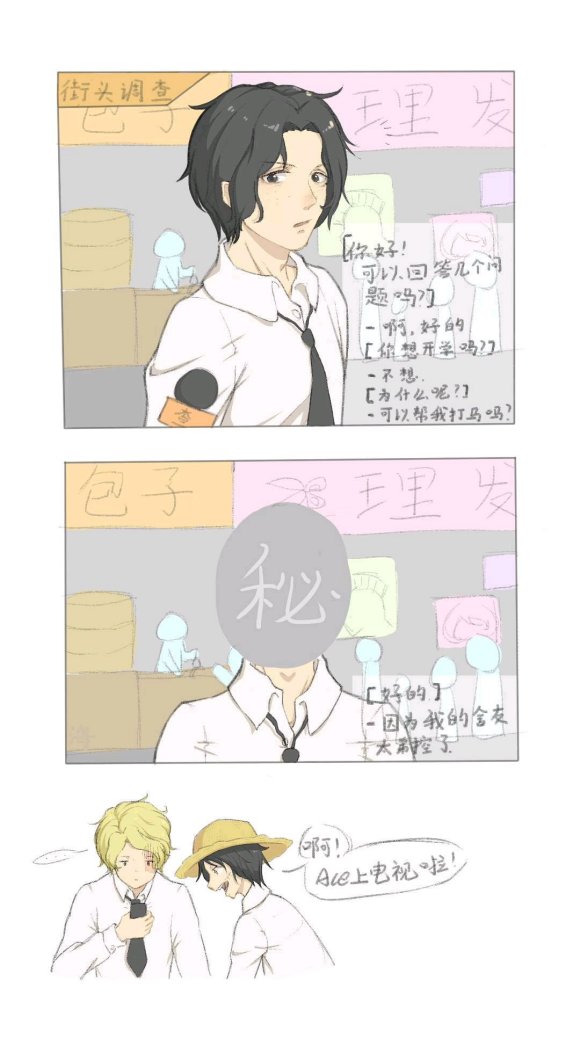 街头调查
包子
理发
[你好!
可以回答几个问
题吗?]
- 啊,好的
[你想开学吗?]
- 不想.
[为什么呢?]
- 可以帮我打马吗?
查
包子
理发
秘
[好的]
- 因为我的舍友
太弟控了
啊!
Ace上电视啦!
......